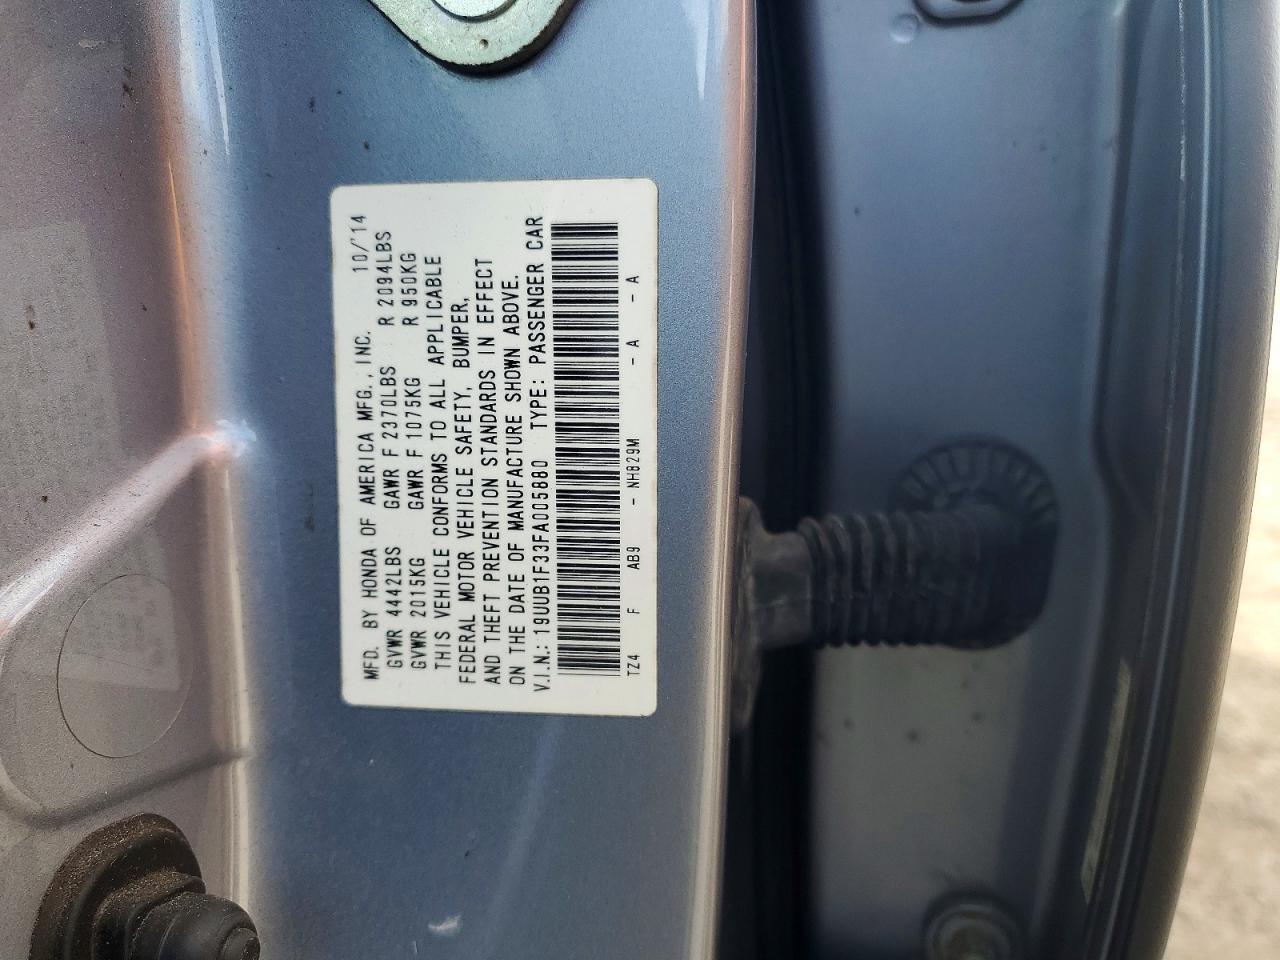 MFD. BY HONDA OF AMERICA MFG., INC. 10/'14
GVWR 4442LBS GAWR F 2370LBS R 2094LBS
GVWR 2015KG GAWR F 1075KG R 950KG
THIS VEHICLE CONFORMS TO ALL APPLICABLE
FEDERAL MOTOR VEHICLE SAFETY, BUMPER,
AND THEFT PREVENTION STANDARDS IN EFFECT
ON THE DATE OF MANUFACTURE SHOWN ABOVE.
V.I.N.: 19UUB1F33FA005880 TYPE: PASSENGER CAR
TZ4 F AB9 - NH829M - A - A